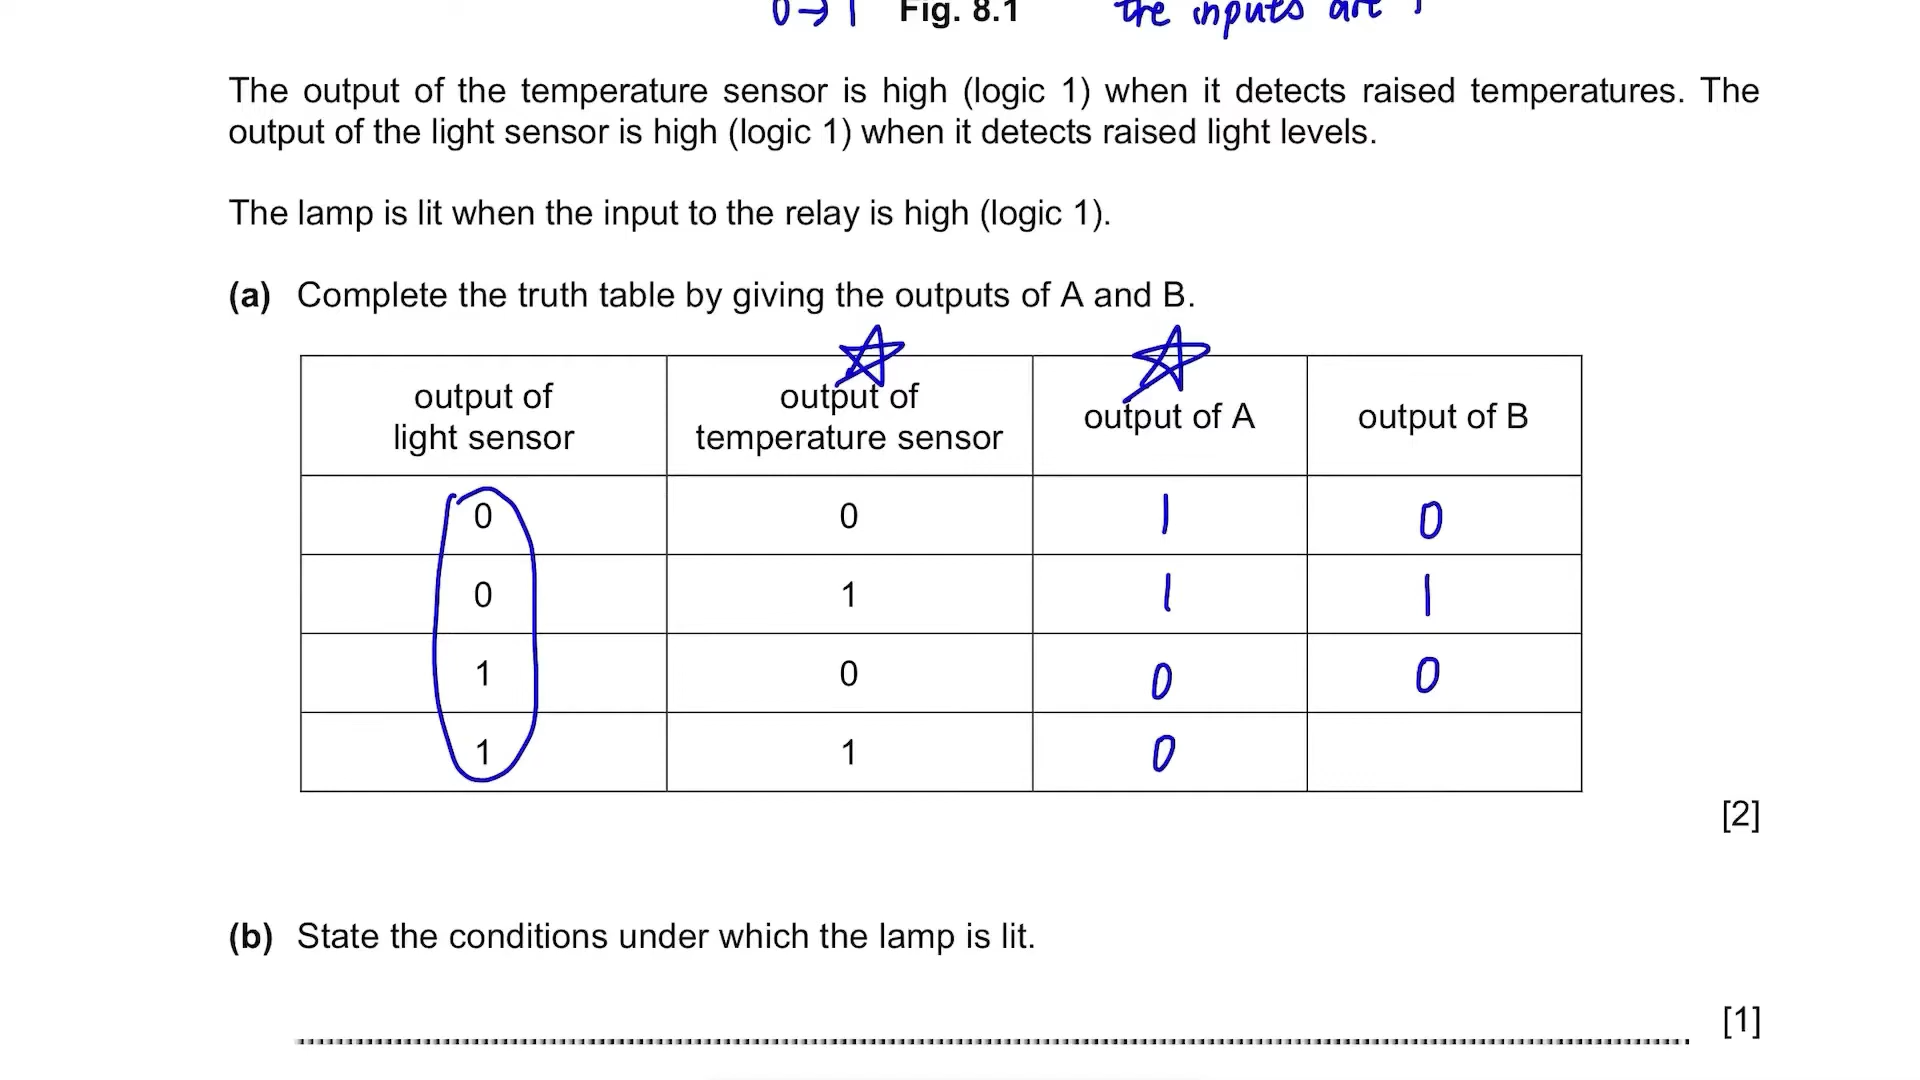 0→1 Fig. 8.1 the inputs are 1
The output of the temperature sensor is high (logic 1) when it detects raised temperatures. The
output of the light sensor is high (logic 1) when it detects raised light levels.
The lamp is lit when the input to the relay is high (logic 1).
(a) Complete the truth table by giving the outputs of A and B.
output of light sensor output of temperature sensor output of A output of B
0 0 1 0
0 1 1 1
1 0 0 0
1 1 0
[2]
(b) State the conditions under which the lamp is lit.
[1]